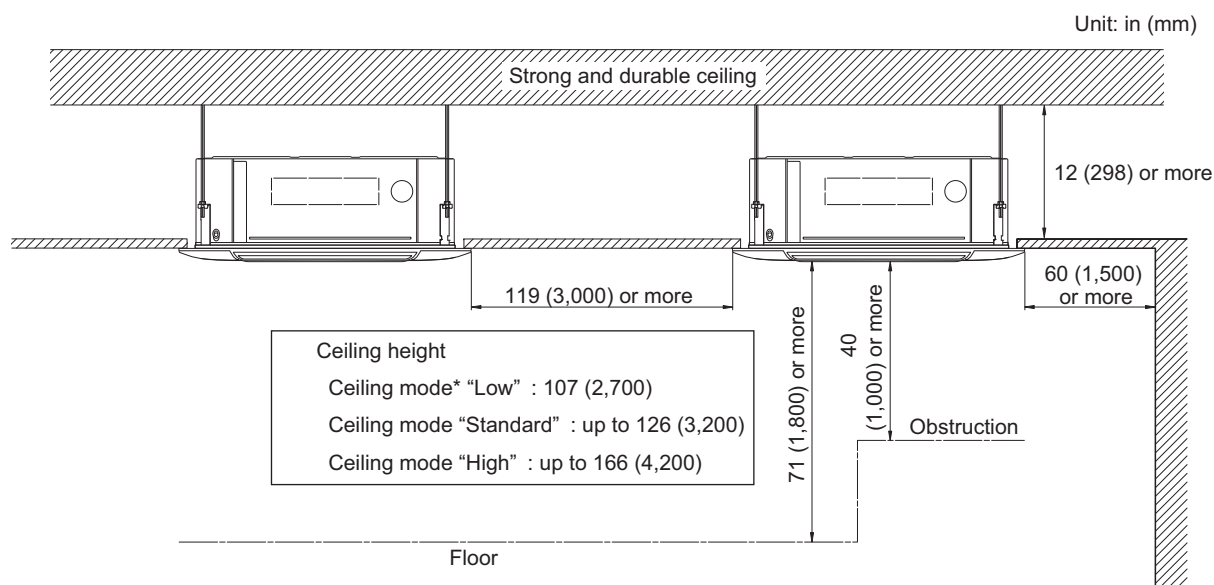 Unit: in (mm)
Strong and durable ceiling
12 (298) or more
119 (3,000) or more
60 (1,500)
or more
Ceiling height
Ceiling mode* “Low” : 107 (2,700)
Ceiling mode “Standard” : up to 126 (3,200)
Ceiling mode “High” : up to 166 (4,200)
71 (1,800) or more
40
(1,000) or more
Obstruction
Floor